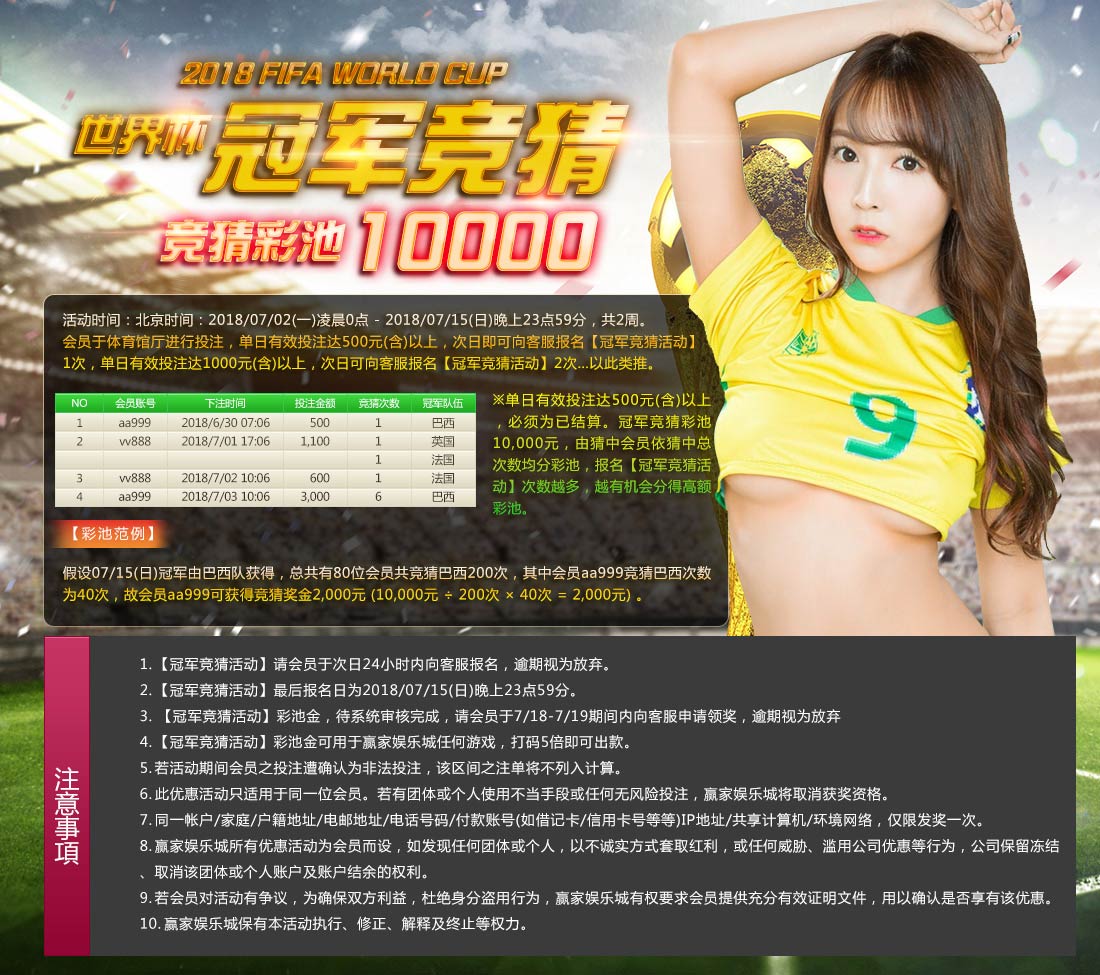 2018 FIFA WORLD CUP
世界杯 冠军竞猜
竞猜彩池 10000
活动时间：北京时间：2018/07/02(一)凌晨0点 - 2018/07/15(日)晚上23点59分，共2周。
会员于体育馆厅进行投注，单日有效投注达500元(含)以上，次日即可向客服报名【冠军竞猜活动】
1次，单日有效投注达1000元(含)以上，次日可向客服报名【冠军竞猜活动】2次...以此类推。
NO 会员账号 下注时间 投注金额 竞猜次数 冠军队伍
1 aa999 2018/6/30 07:06 500 1 巴西
2 vv888 2018/7/01 17:06 1,100 1 英国
1 法国
3 vv888 2018/7/02 10:06 600 1 法国
4 aa999 2018/7/03 10:06 3,000 6 巴西
※单日有效投注达500元(含)以上
，必须为已结算。冠军竞猜彩池
10,000元，由猜中会员依猜中总
次数均分彩池，报名【冠军竞猜活
动】次数越多，越有机会分得高额
彩池。
【彩池范例】
假设07/15(日)冠军由巴西队获得，总共有80位会员共竞猜巴西200次，其中会员aa999竞猜巴西次数
为40次，故会员aa999可获得竞猜奖金2,000元 (10,000元 ÷ 200次 × 40次 = 2,000元) 。
9
注意事項
1.【冠军竞猜活动】请会员于次日24小时内向客服报名，逾期视为放弃。
2.【冠军竞猜活动】最后报名日为2018/07/15(日)晚上23点59分。
3. 【冠军竞猜活动】彩池金，待系统审核完成，请会员于7/18-7/19期间内向客服申请领奖，逾期视为放弃
4.【冠军竞猜活动】彩池金可用于赢家娱乐城任何游戏，打码5倍即可出款。
5.若活动期间会员之投注遭确认为非法投注，该区间之注单将不列入计算。
6.此优惠活动只适用于同一位会员。若有团体或个人使用不当手段或任何无风险投注，赢家娱乐城将取消获奖资格。
7.同一帐户/家庭/户籍地址/电邮地址/电话号码/付款账号(如借记卡/信用卡号等等)IP地址/共享计算机/环境网络，仅限发奖一次。
8.赢家娱乐城所有优惠活动为会员而设，如发现任何团体或个人，以不诚实方式套取红利，或任何威胁、滥用公司优惠等行为，公司保留冻结
、取消该团体或个人账户及账户结余的权利。
9.若会员对活动有争议，为确保双方利益，杜绝身分盗用行为，赢家娱乐城有权要求会员提供充分有效证明文件，用以确认是否享有该优惠。
10.赢家娱乐城保有本活动执行、修正、解释及终止等权力。